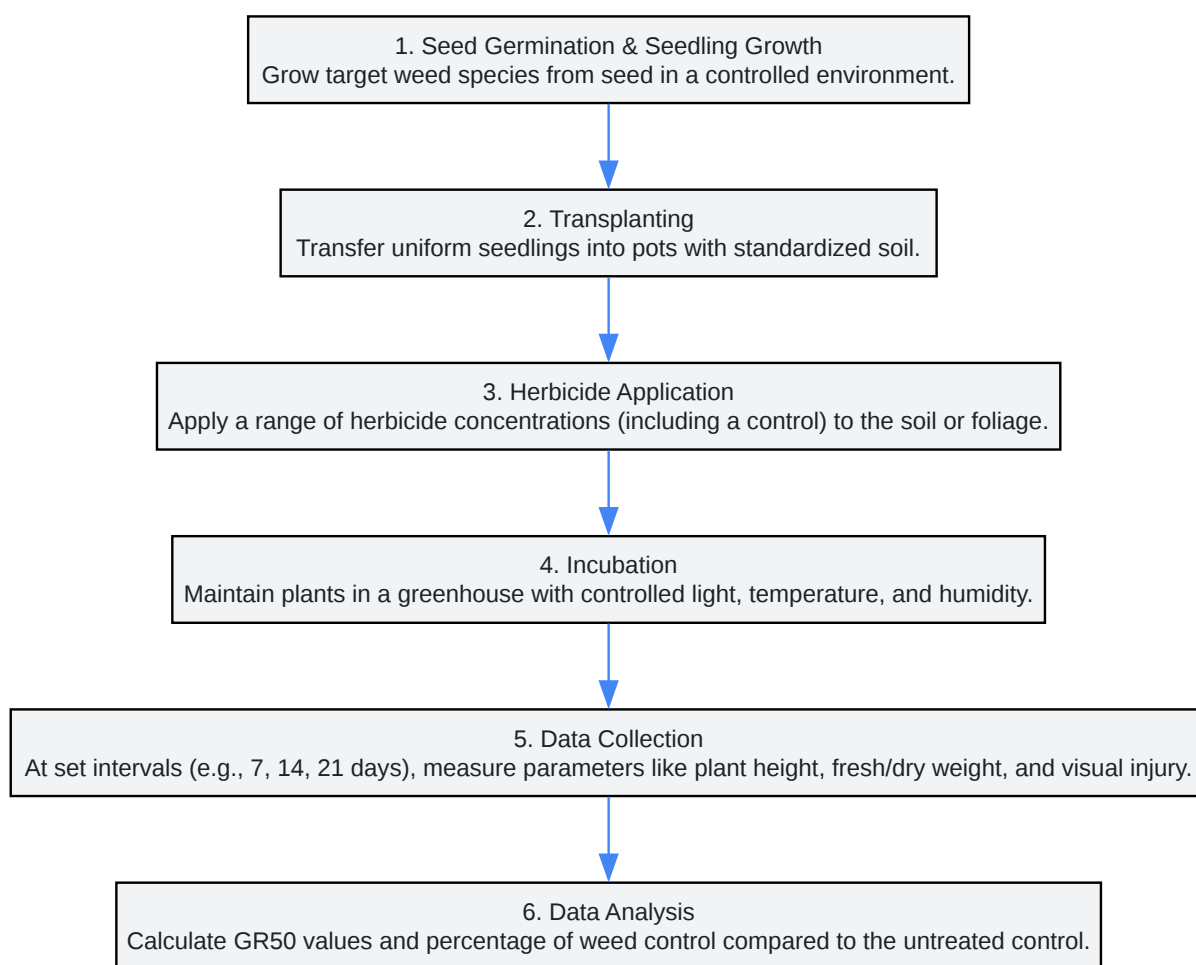 1. Seed Germination & Seedling Growth
Grow target weed species from seed in a controlled environment.
2. Transplanting
Transfer uniform seedlings into pots with standardized soil.
3. Herbicide Application
Apply a range of herbicide concentrations (including a control) to the soil or foliage.
4. Incubation
Maintain plants in a greenhouse with controlled light, temperature, and humidity.
5. Data Collection
At set intervals (e.g., 7, 14, 21 days), measure parameters like plant height, fresh/dry weight, and visual injury.
6. Data Analysis
Calculate GR50 values and percentage of weed control compared to the untreated control.